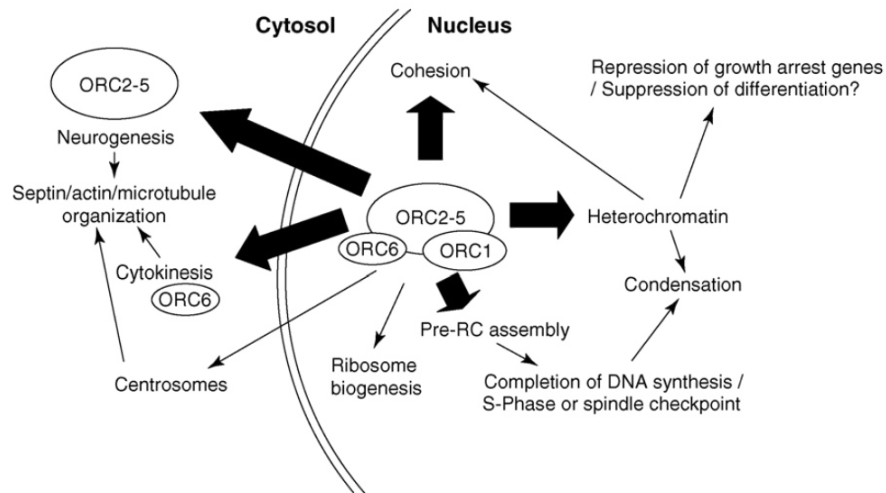 Cytosol
Nucleus
ORC2-5
Neurogenesis
Septin/actin/microtubule
organization
Cytokinesis
ORC6
Centrosomes
Cohesion
Repression of growth arrest genes
/ Suppression of differentiation?
ORC2-5
ORC6
ORC1
Heterochromatin
Condensation
Pre-RC assembly
Ribosome
biogenesis
Completion of DNA synthesis /
S-Phase or spindle checkpoint